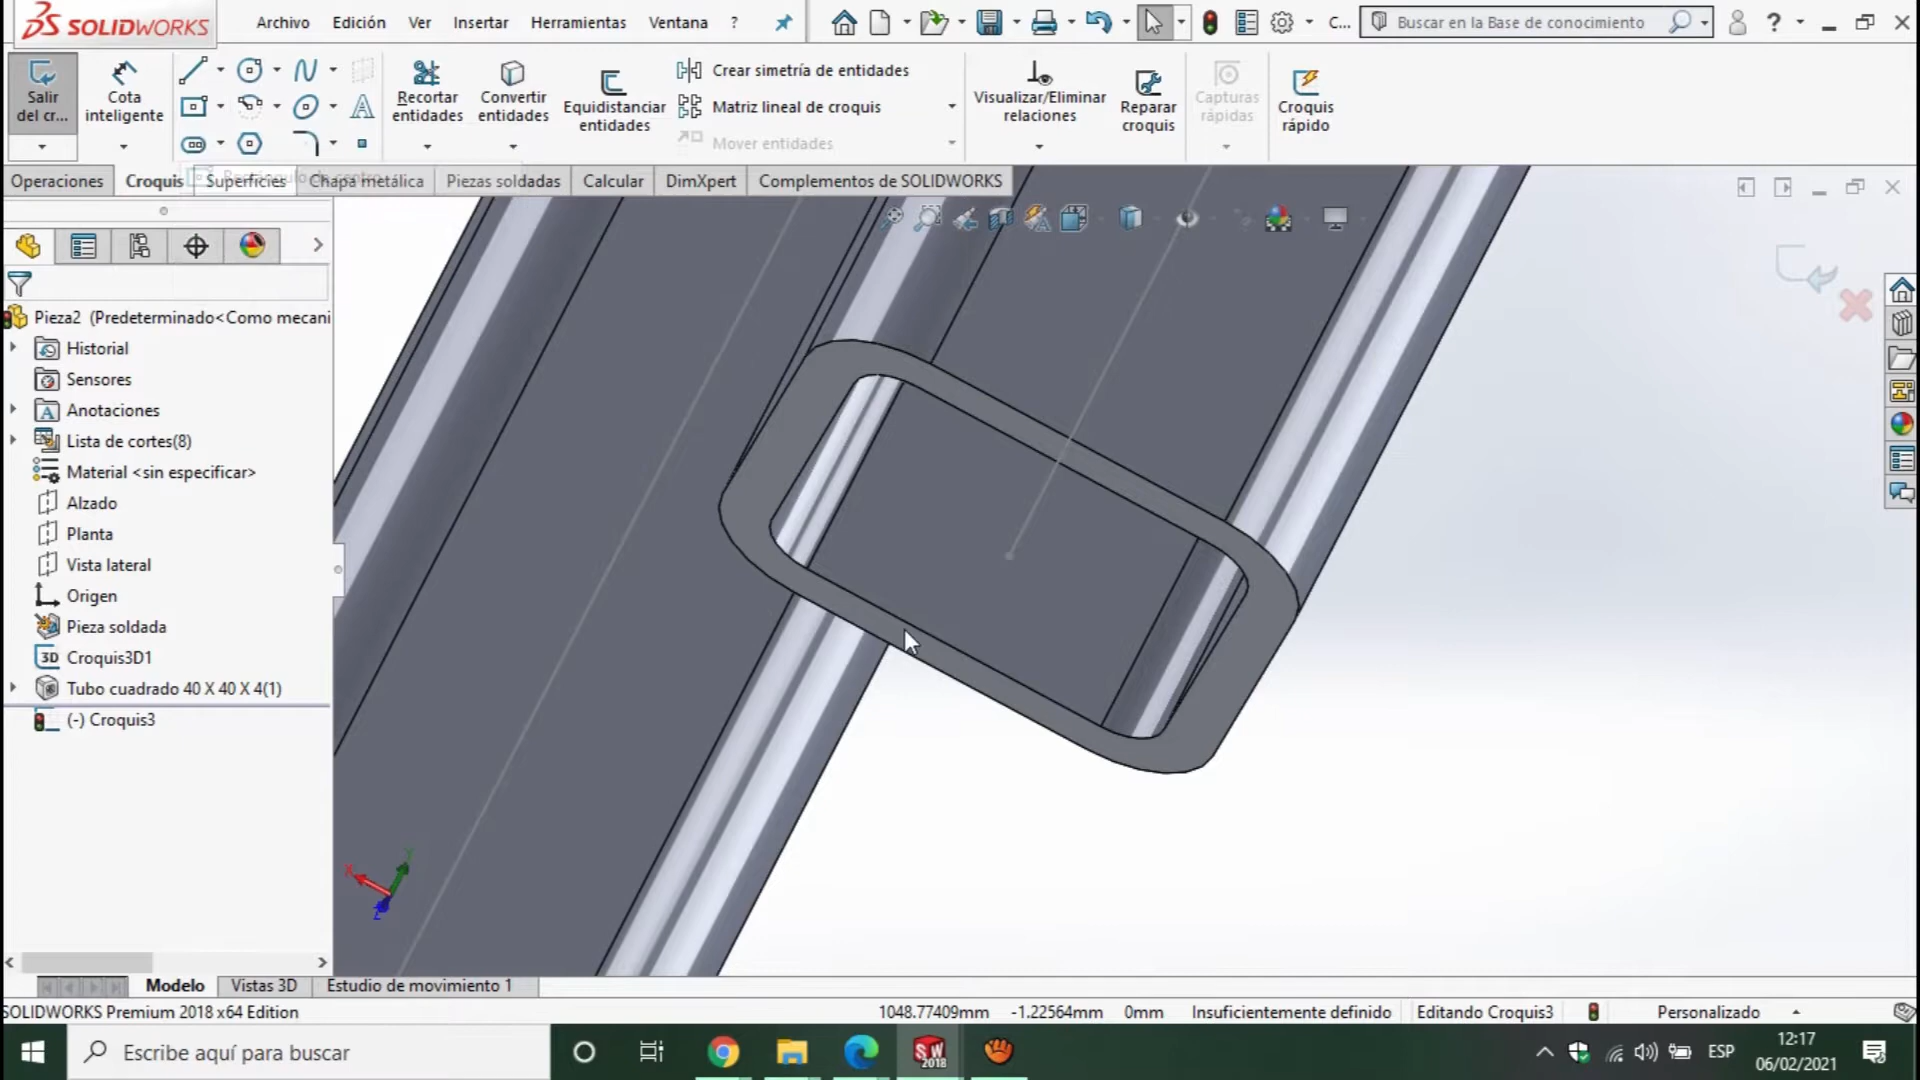 SOLIDWORKS
Archivo Edición Ver Insertar Herramientas Ventana ?
C...
Buscar en la Base de conocimiento
?
Salir
del cr...
Cota
inteligente
Recortar
entidades
Convertir
entidades
Equidistanciar
entidades
Crear simetría de entidades
Matriz lineal de croquis
Mover entidades
Visualizar/Eliminar
relaciones
Reparar
croquis
Capturas
rápidas
Croquis
rápido
Operaciones Croquis Superficies Chapa metálica Piezas soldadas Calcular DimXpert Complementos de SOLIDWORKS
Pieza2 (Predeterminado<Como mecani
Historial
Sensores
Anotaciones
Lista de cortes(8)
Material <sin especificar>
Alzado
Planta
Vista lateral
Origen
Pieza soldada
3D Croquis3D1
Tubo cuadrado 40 X 40 X 4(1)
(-) Croquis3
X
Y
Z
Modelo Vistas 3D Estudio de movimiento 1
SOLIDWORKS Premium 2018 x64 Edition
1048.77409mm -1.22564mm 0mm Insuficientemente definido Editando Croquis3 Personalizado
Escribe aquí para buscar
SW
2018
ESP
12:17
06/02/2021